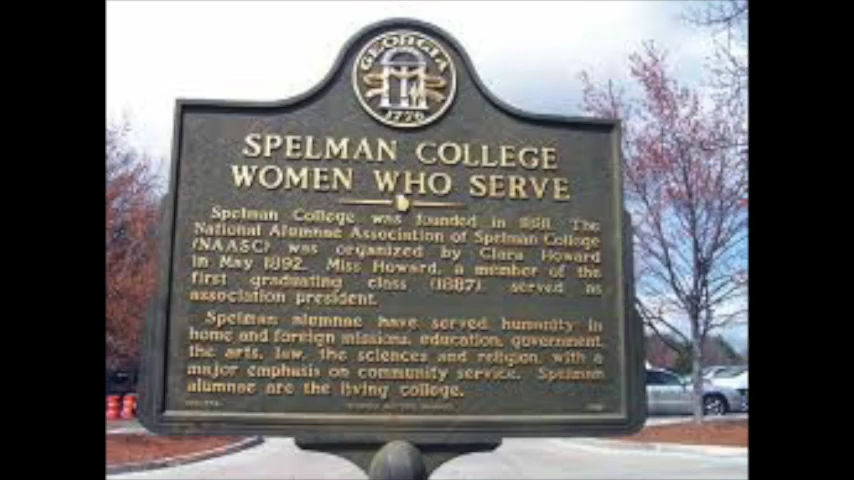 GEORGIA
1776
SPELMAN COLLEGE
WOMEN WHO SERVE
Spelman College was founded in 1881. The
National Alumnae Association of Spelman College
(NAASC) was organized by Clara Howard
in May 1892. Miss Howard, a member of the
first graduating class (1887), served as
association president.
Spelman alumnae have served humanity in
home and foreign missions, education, government,
the arts, law, the sciences and religion, with a
major emphasis on community service. Spelman
alumnae are the living college.